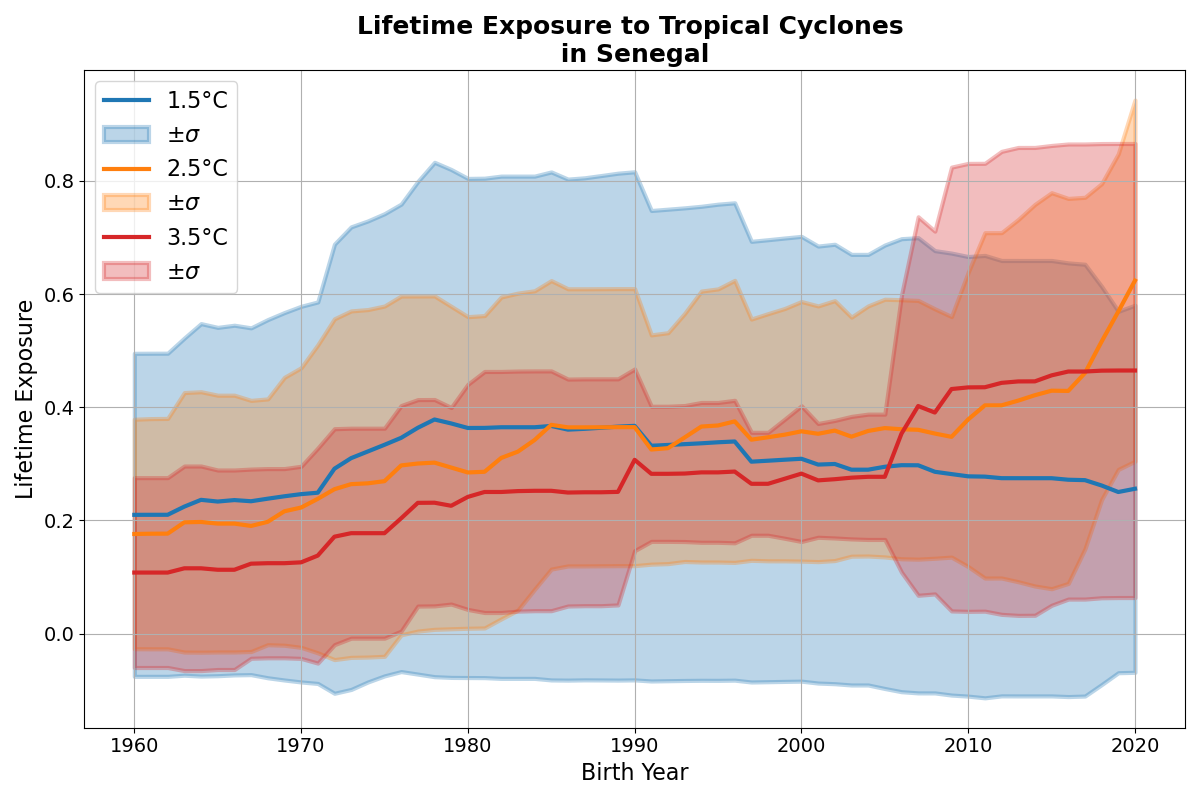 Lifetime Exposure to Tropical Cyclones
in Senegal
1.5°C
±σ
2.5°C
±σ
3.5°C
±σ
Lifetime Exposure
0.8
0.6
0.4
0.2
0.0
1960 1970 1980 1990 2000 2010 2020
Birth Year